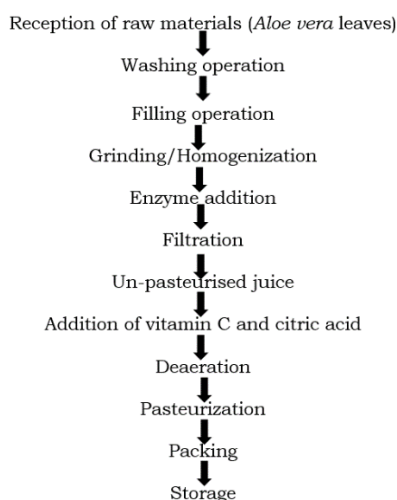 Reception of raw materials (Aloe vera leaves)
Washing operation
Filling operation
Grinding/Homogenization
Enzyme addition
Filtration
Un-pasteurised juice
Addition of vitamin C and citric acid
Deaeration
Pasteurization
Packing
Storage